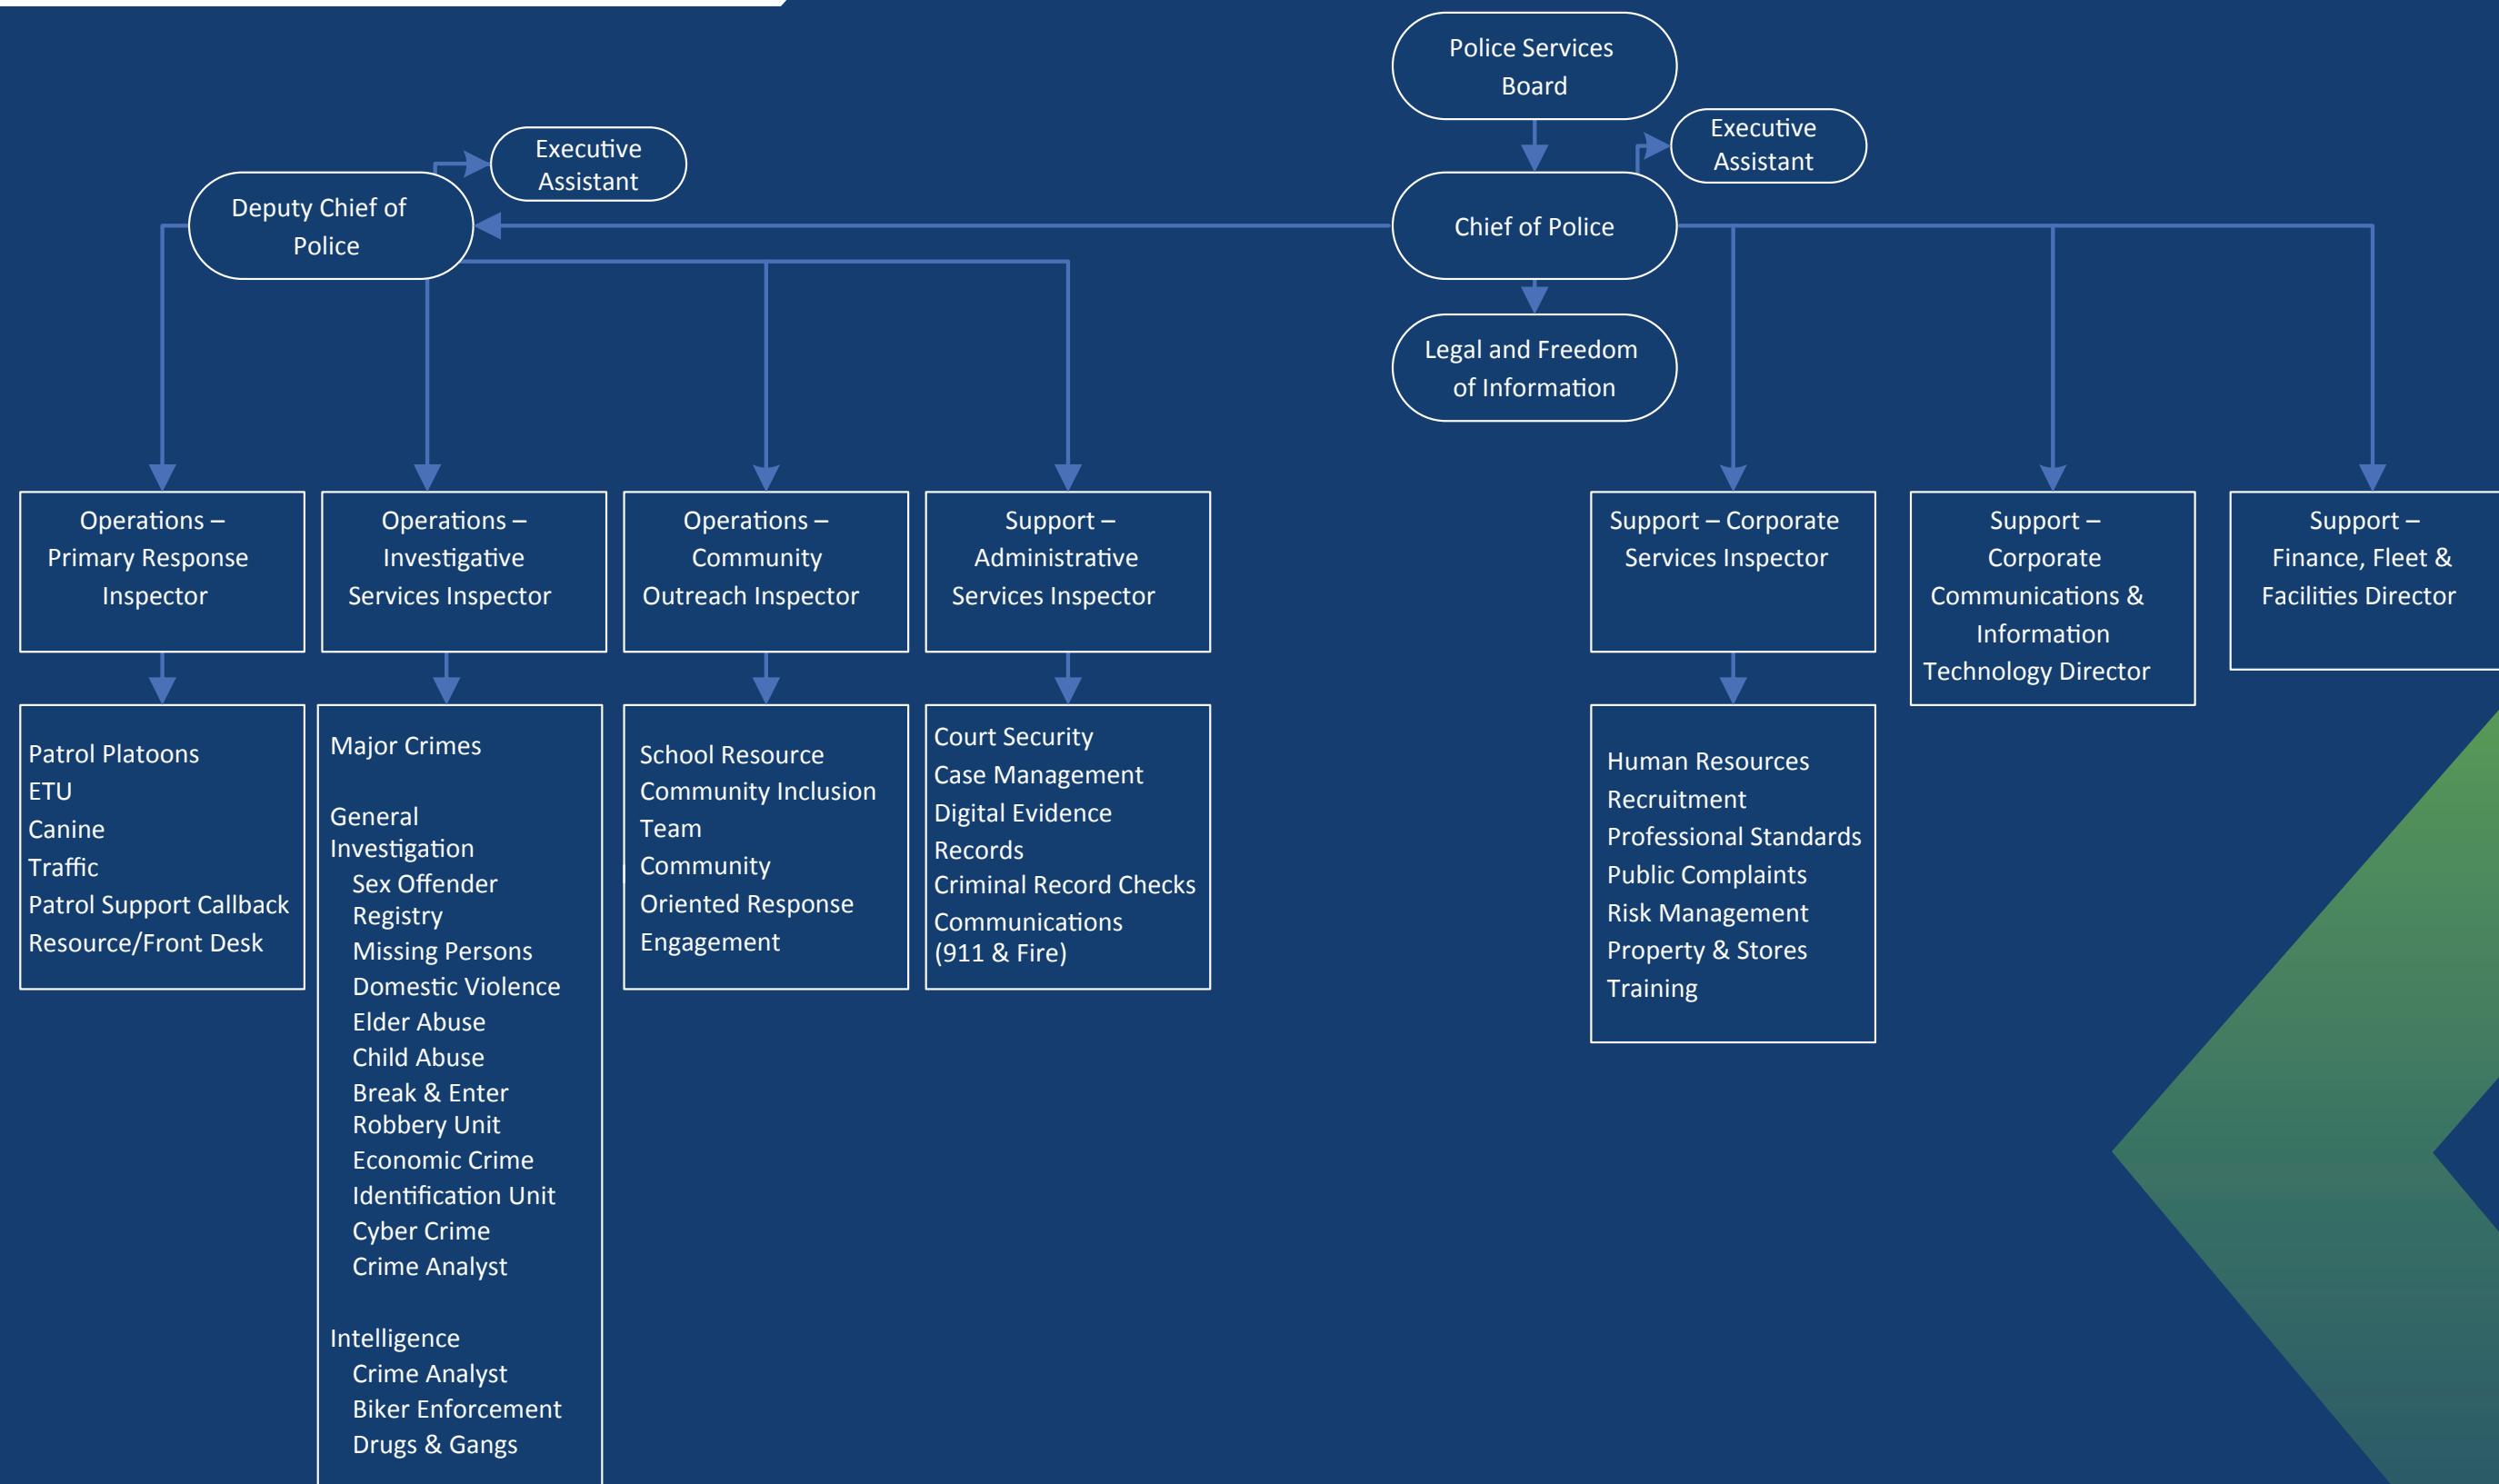 Police Services
Board
Executive
Assistant
Executive
Assistant
Deputy Chief of
Police
Chief of Police
Legal and Freedom
of Information
Operations –
Primary Response
Inspector
Operations –
Investigative
Services Inspector
Operations –
Community
Outreach Inspector
Support –
Administrative
Services Inspector
Support – Corporate
Services Inspector
Support –
Corporate
Communications &
Information
Technology Director
Support –
Finance, Fleet &
Facilities Director
Patrol Platoons
ETU
Canine
Traffic
Patrol Support Callback
Resource/Front Desk
Major Crimes
General
Investigation
Sex Offender
Registry
Missing Persons
Domestic Violence
Elder Abuse
Child Abuse
Break & Enter
Robbery Unit
Economic Crime
Identification Unit
Cyber Crime
Crime Analyst
Intelligence
Crime Analyst
Biker Enforcement
Drugs & Gangs
School Resource
Community Inclusion
Team
Community
Oriented Response
Engagement
Court Security
Case Management
Digital Evidence
Records
Criminal Record Checks
Communications
(911 & Fire)
Human Resources
Recruitment
Professional Standards
Public Complaints
Risk Management
Property & Stores
Training